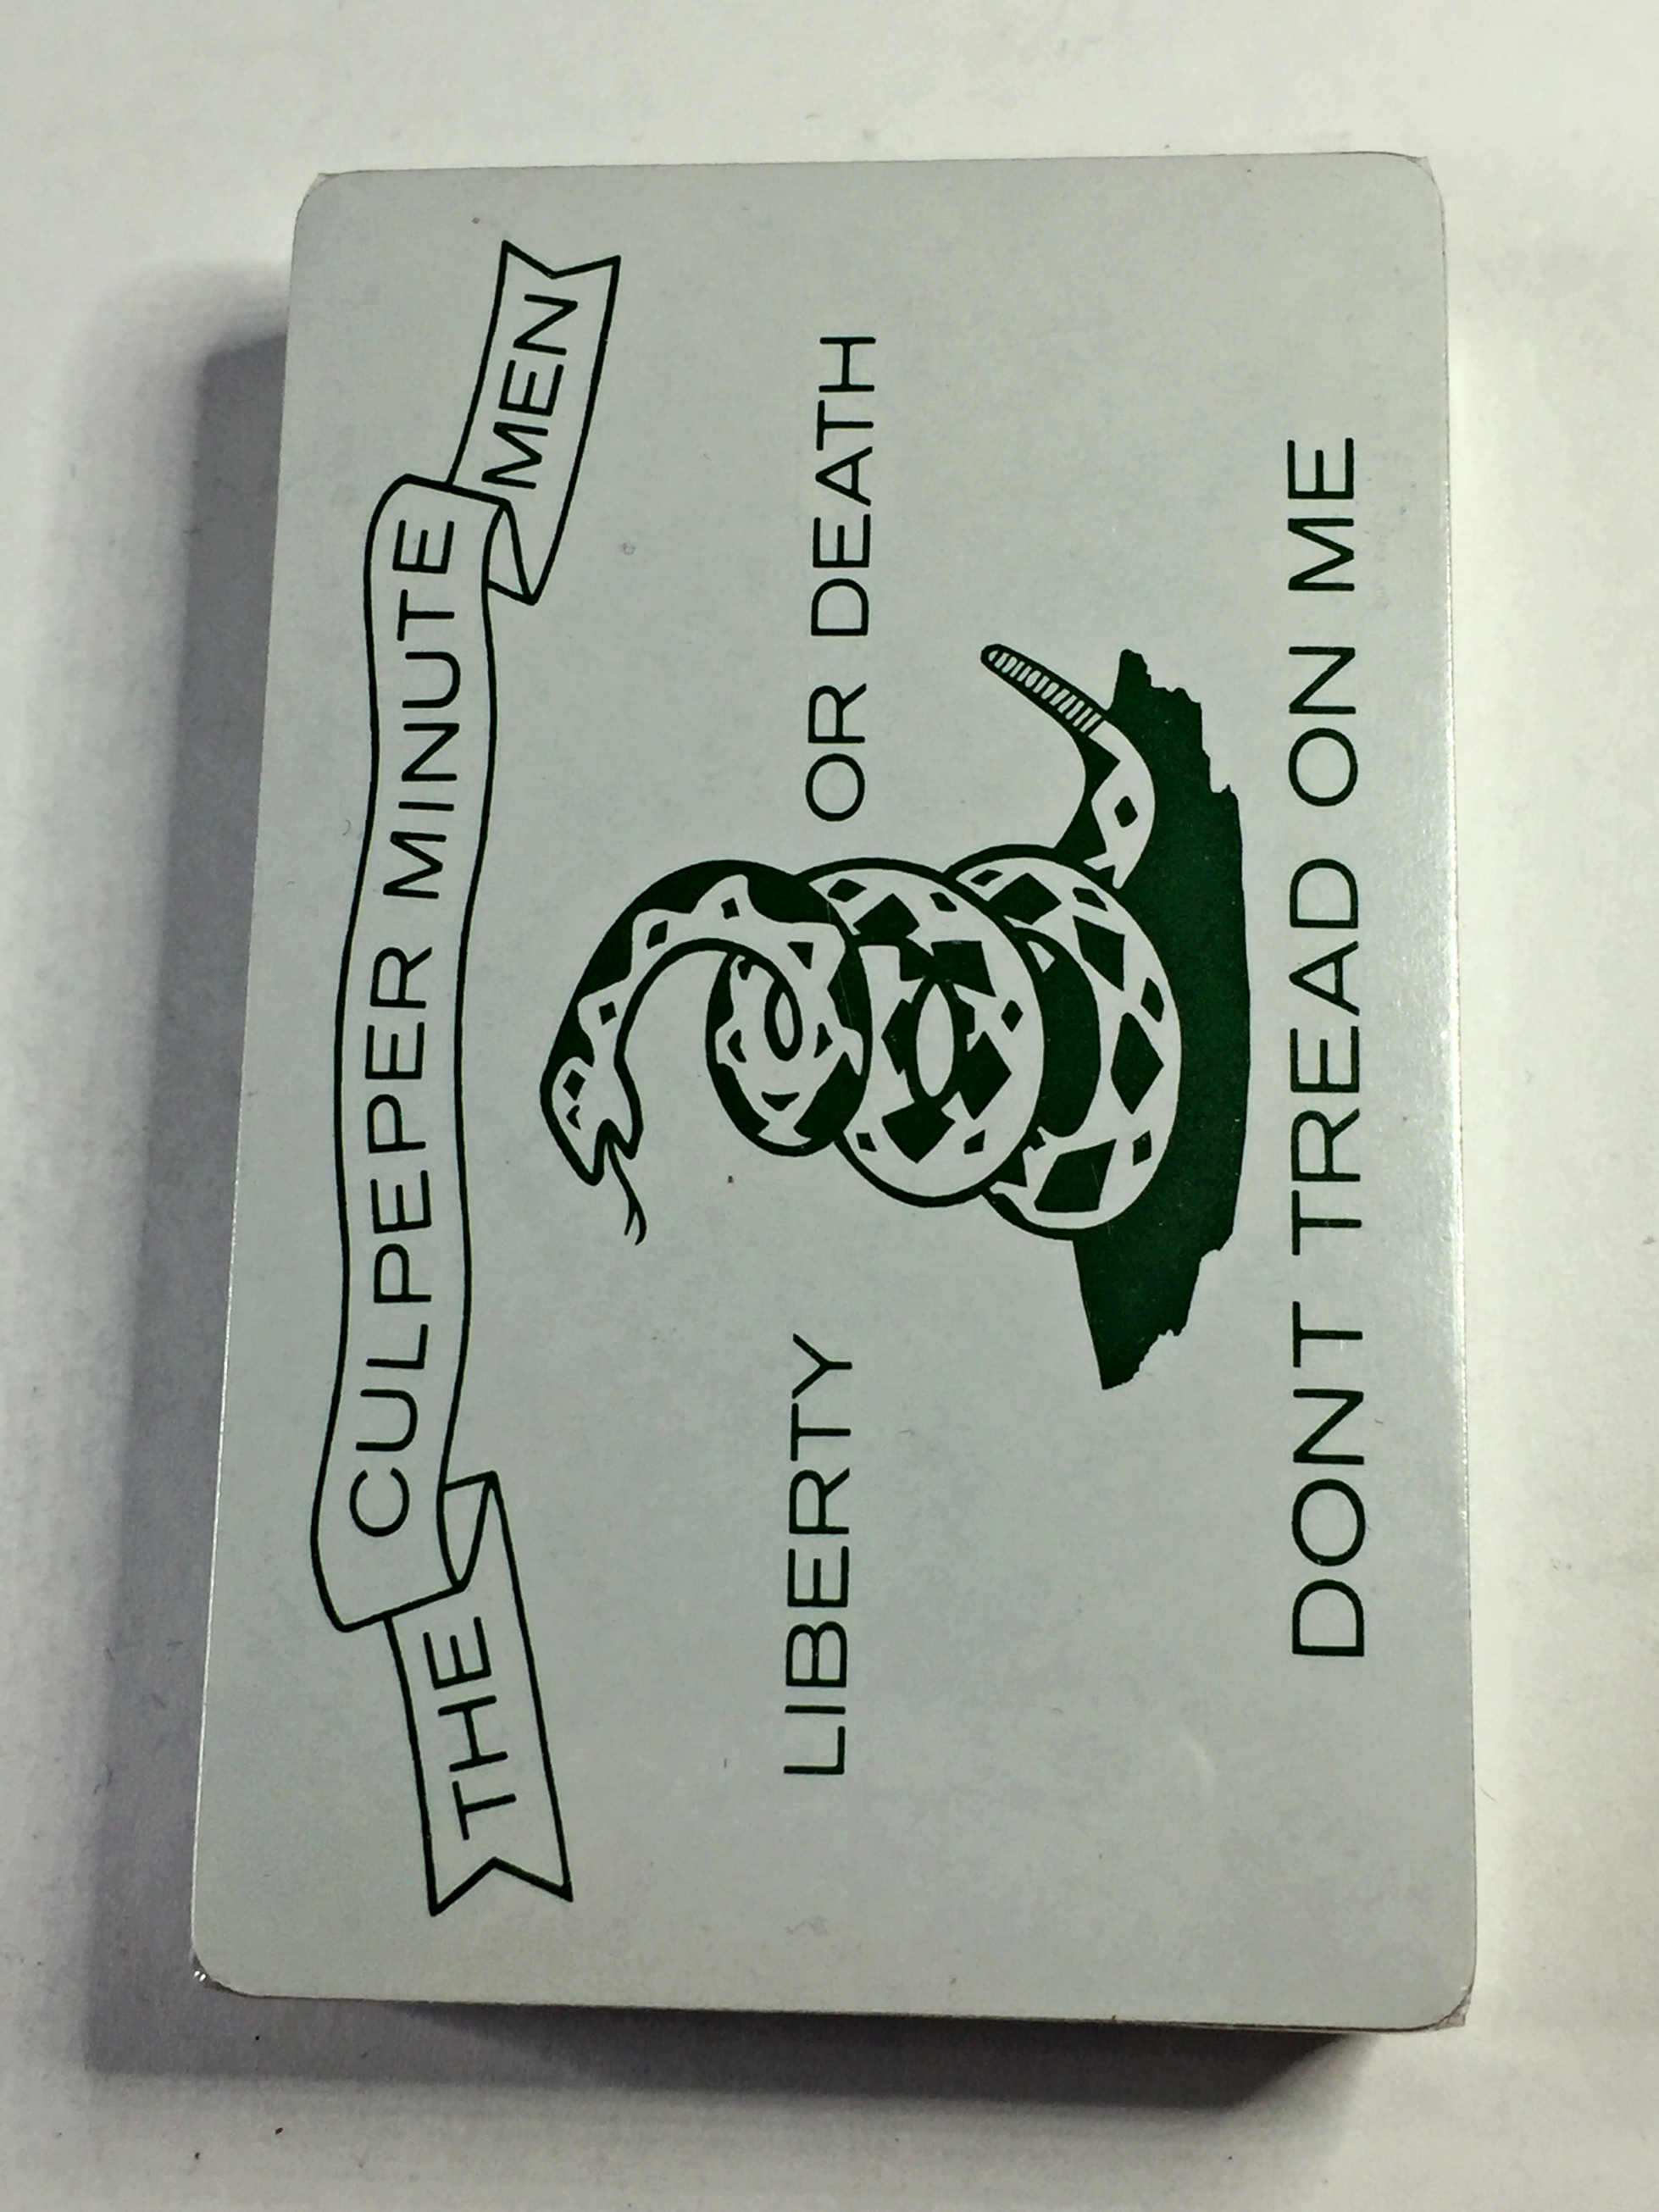 THE CULPEPER MINUTE MEN
LIBERTY OR DEATH
DONT TREAD ON ME